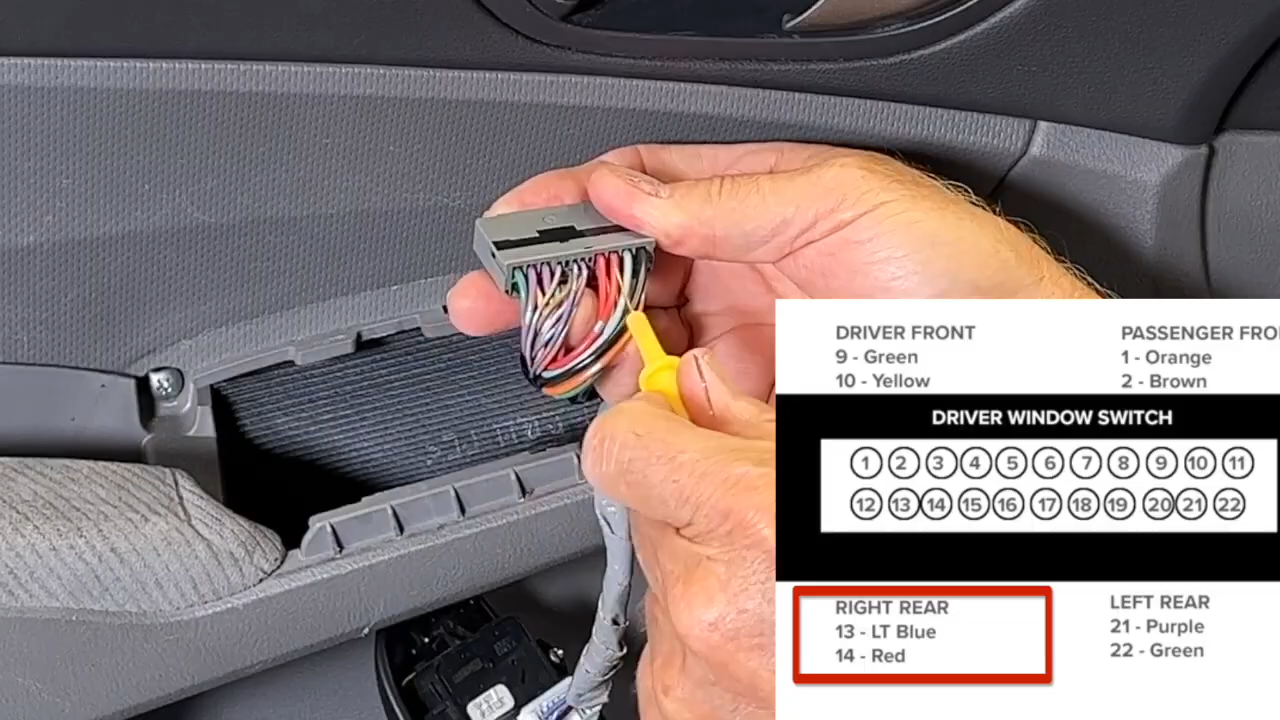 DRIVER FRONT
9 - Green
10 - Yellow
PASSENGER FRO
1 - Orange
2 - Brown
DRIVER WINDOW SWITCH
1 2 3 4 5 6 7 8 9 10 11
12 13 14 15 16 17 18 19 20 21 22
RIGHT REAR
13 - LT Blue
14 - Red
LEFT REAR
21 - Purple
22 - Green